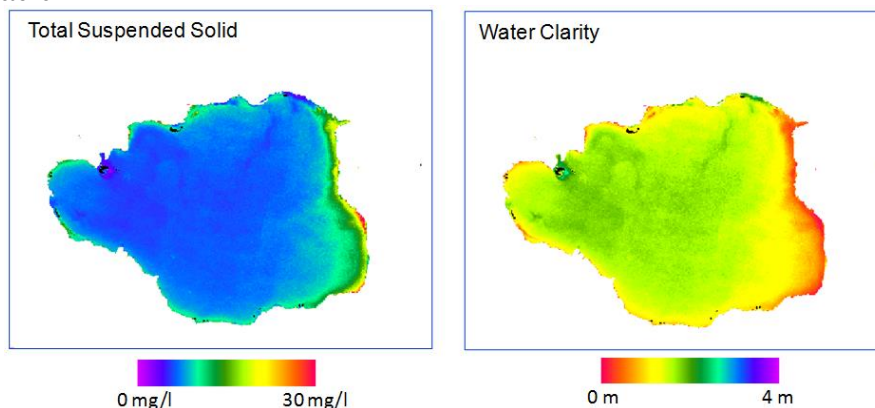 Total Suspended Solid
Water Clarity
0 mg/l
30 mg/l
0 m
4 m